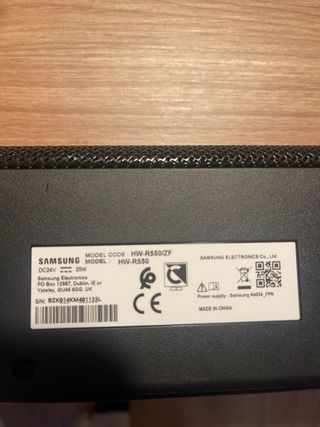 SAMSUNG
DC24V 25W
Samsung Electronics
PO Box 12987, Dublin. IE or
Yateley, GU46 6GG, UK
S/N:
MODEL CODE : HW-R550/ZF
MODEL : HW-R550
CE
SAMSUNG ELECTRONICS Co., Ltd.
Power supply : Samsung A4024_FPN
MADE IN CHINA